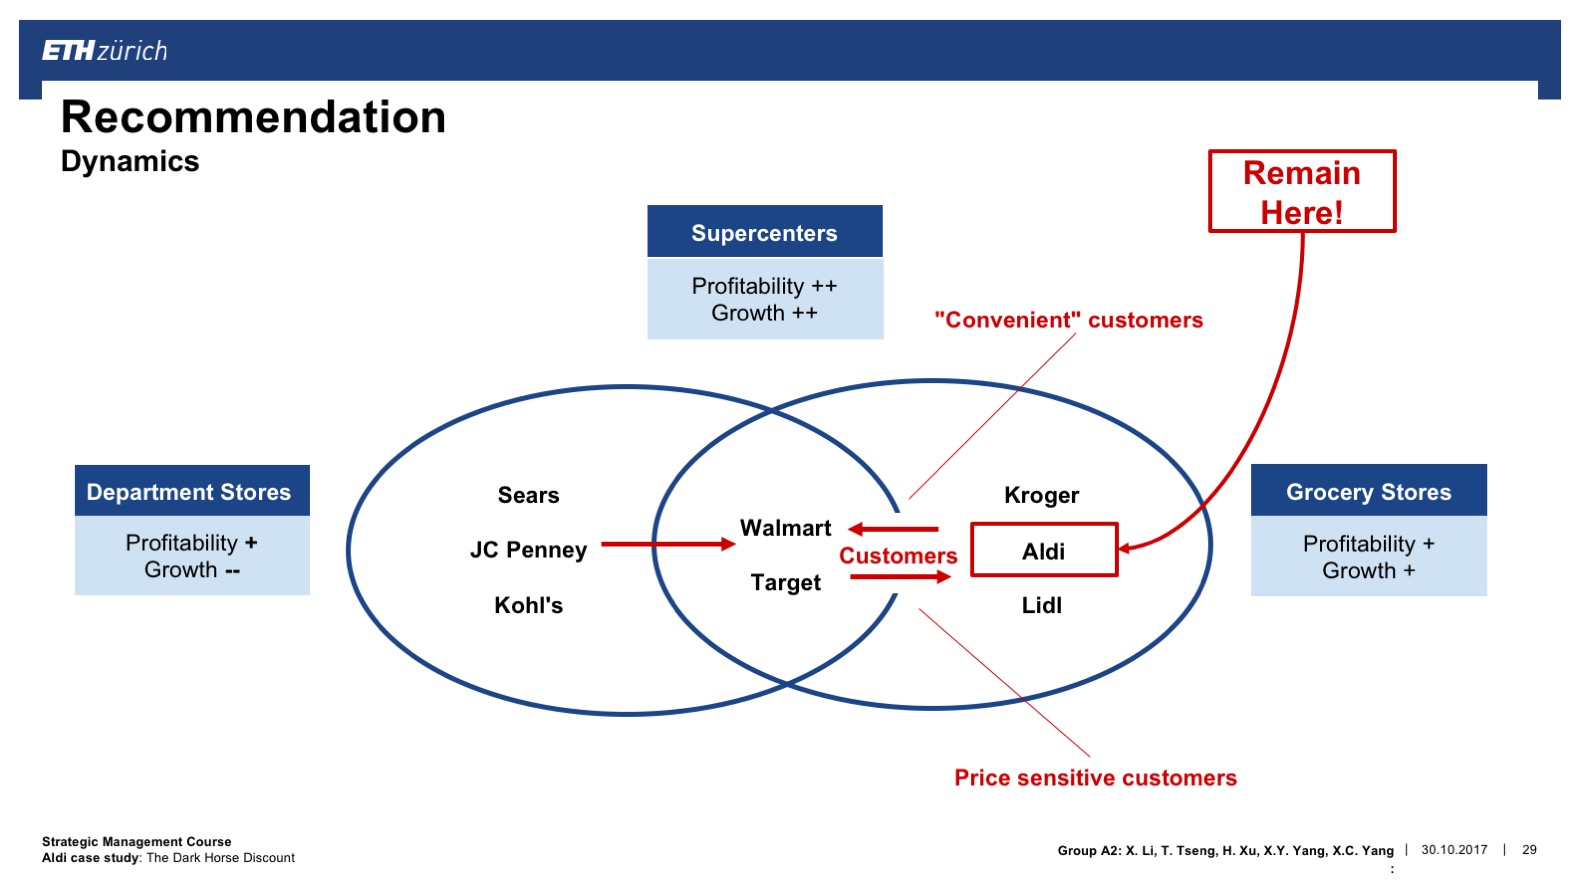 ETH zürich
Recommendation
Dynamics
Remain
Here!
Supercenters
Profitability ++
Growth ++
"Convenient" customers
Department Stores
Profitability +
Growth --
Sears
JC Penney
Kohl's
Walmart
Customers
Target
Kroger
Aldi
Lidl
Grocery Stores
Profitability +
Growth +
Price sensitive customers
Strategic Management Course
Aldi case study: The Dark Horse Discount
Group A2: X. Li, T. Tseng, H. Xu, X.Y. Yang, X.C. Yang | 30.10.2017 | 29
: